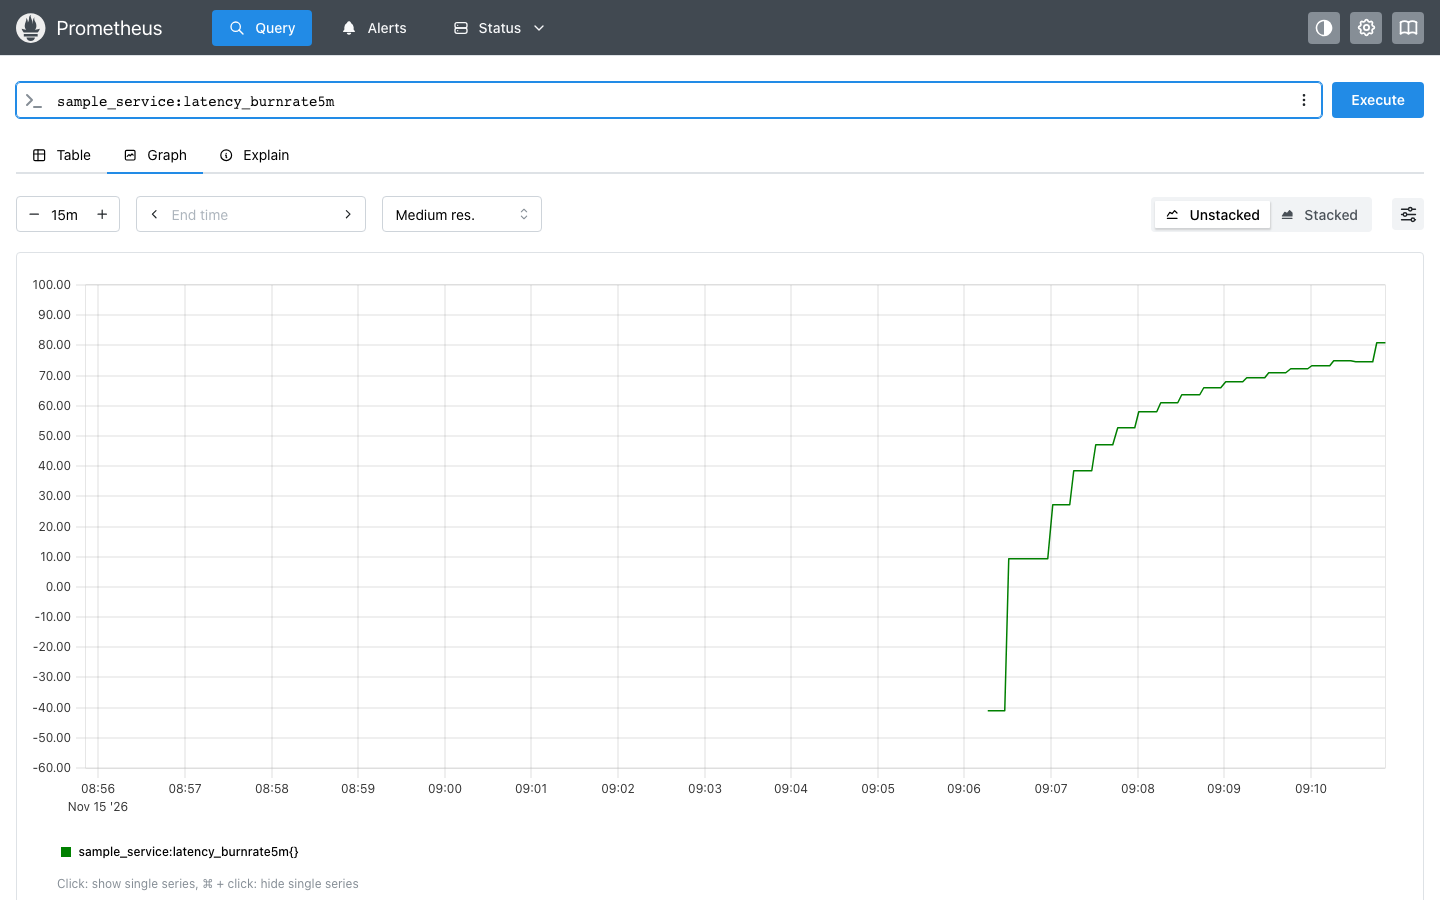 Prometheus
Query
Alerts
Status
>_ sample_service:latency_burnrate5m
Execute
Table
Graph
Explain
− 15m +
End time
Medium res.
Unstacked
Stacked
100.00
90.00
80.00
70.00
60.00
50.00
40.00
30.00
20.00
10.00
0.00
-10.00
-20.00
-30.00
-40.00
-50.00
-60.00
08:56 08:57 08:58 08:59 09:00 09:01 09:02 09:03 09:04 09:05 09:06 09:07 09:08 09:09 09:10
Nov 15 '26
sample_service:latency_burnrate5m{}
Click: show single series, ⌘ + click: hide single series